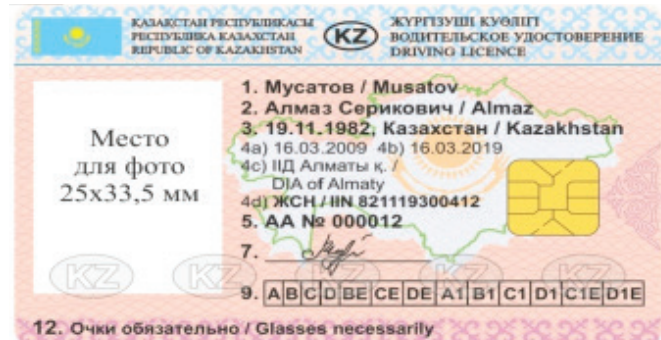 ҚАЗАҚСТАН РЕСПУБЛИКАСЫ
РЕСПУБЛИКА КАЗАХСТАН
REPUBLIC OF KAZAKHSTAN
KZ
ЖҮРГІЗУШІ КУӘЛІГІ
ВОДИТЕЛЬСКОЕ УДОСТОВЕРЕНИЕ
DRIVING LICENCE
Место
для фото
25x33,5 мм
1. Мусатов / Musatov
2. Алмаз Серикович / Almaz
3. 19.11.1982, Казахстан / Kazakhstan
4a) 16.03.2009 4b) 16.03.2019
4c) ІІД Алматы қ. /
DIA of Almaty
4d) ЖСН / IIN 821119300412
5. АА № 000012
7.
KZ KZ KZ KZ KZ
9. A B C D BE CE DE A1 B1 C1 D1 C1E D1E
12. Очки обязательно / Glasses necessarily